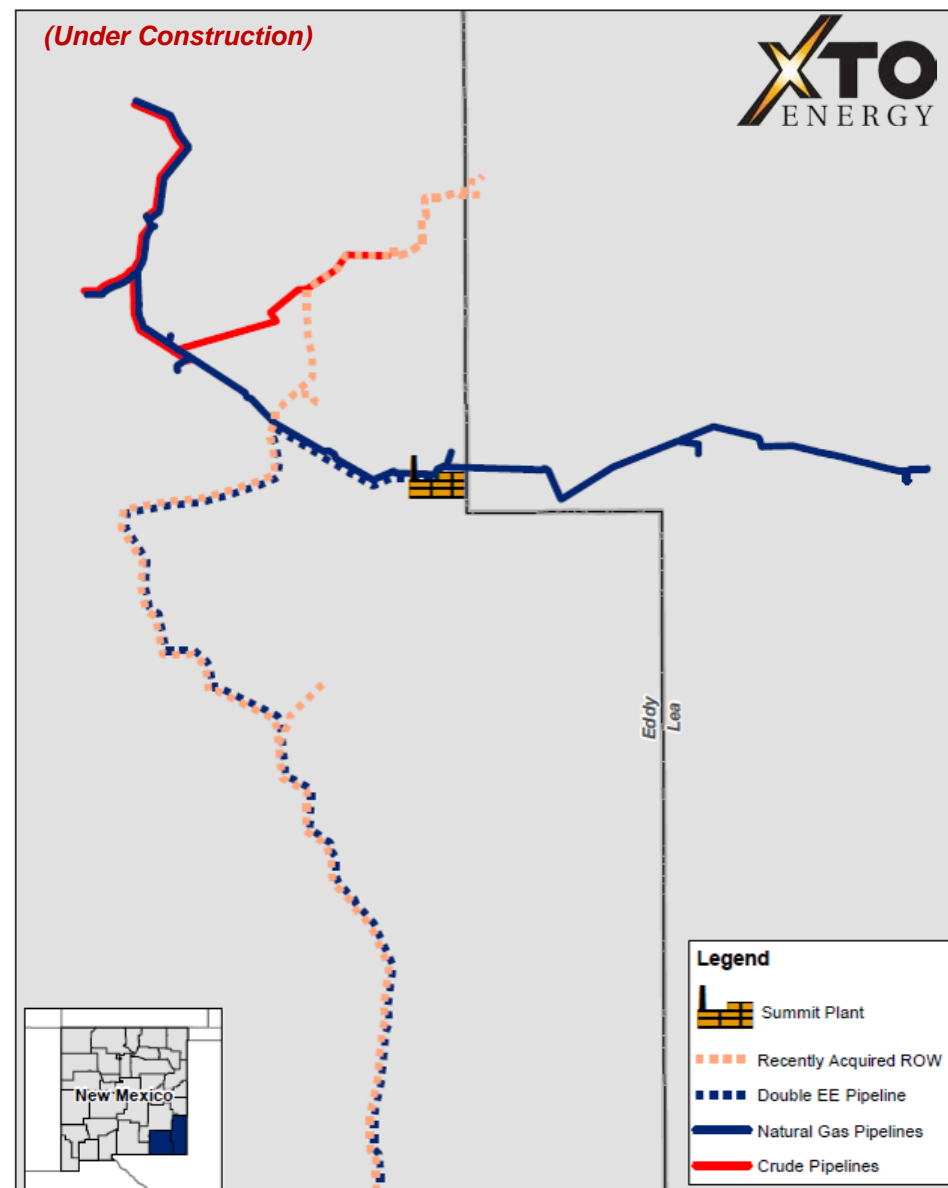 (Under Construction)
XTO
ENERGY
Eddy
Lea
Legend
Summit Plant
Recently Acquired ROW
Double EE Pipeline
Natural Gas Pipelines
Crude Pipelines
New Mexico